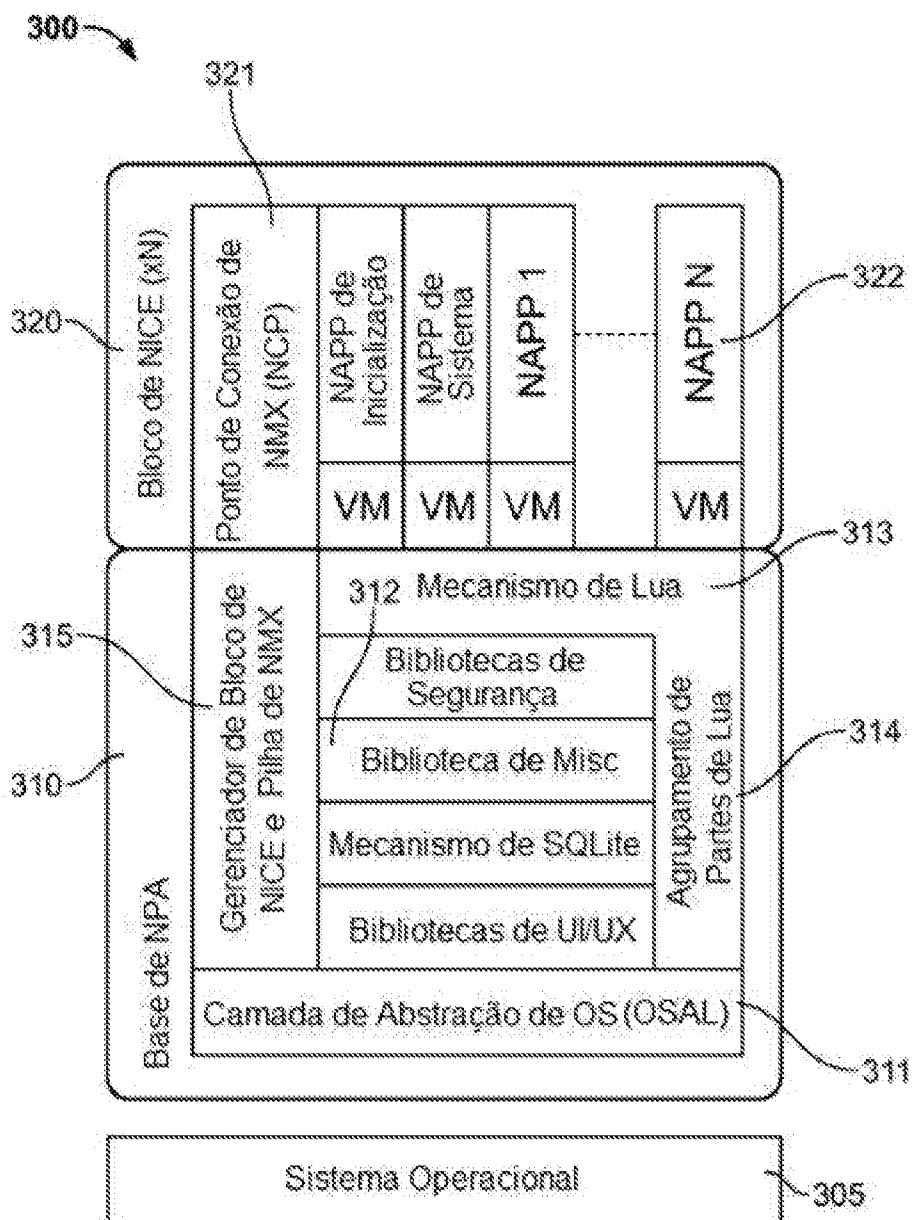 300
321
Bloco de NICE (xN)
Ponto de Conexão de
NMX (NCP)
NAPP de
Inicialização
NAPP de
Sistema
NAPP 1
NAPP N
320
322
VM
VM
VM
VM
313
312
Mecanismo de Lua
315
Gerenciador de Bloco de
NICE e Pilha de NMX
Bibliotecas de
Segurança
Biblioteca de Misc
Mecanismo de SQLite
Bibliotecas de UI/UX
Agrupamento de
Partes de Lua
314
310
Base de NPA
Camada de Abstração de OS (OSAL)
311
Sistema Operacional
305